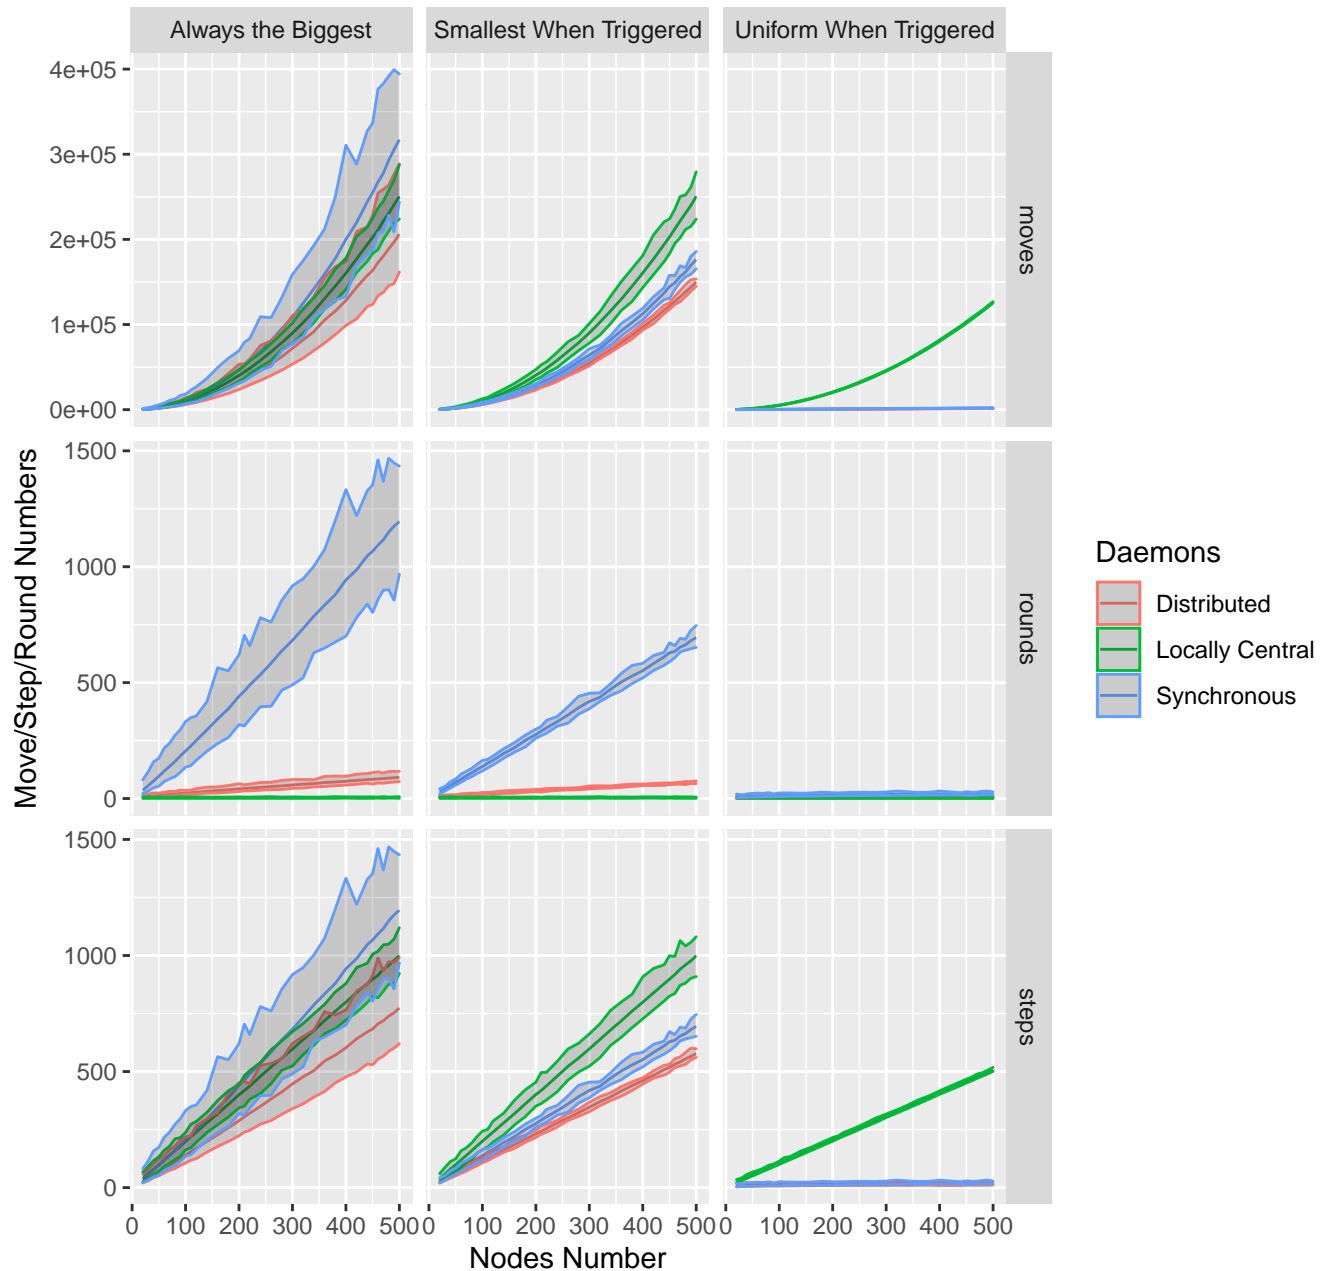 Always the Biggest
Smallest When Triggered
Uniform When Triggered
Move/Step/Round Numbers
4e+05
3e+05
2e+05
1e+05
0e+00
moves
1500
1000
500
0
rounds
1500
1000
500
0
steps
0 100 200 300 400 500
0 100 200 300 400 500
0 100 200 300 400 500
Nodes Number
Daemons
Distributed
Locally Central
Synchronous